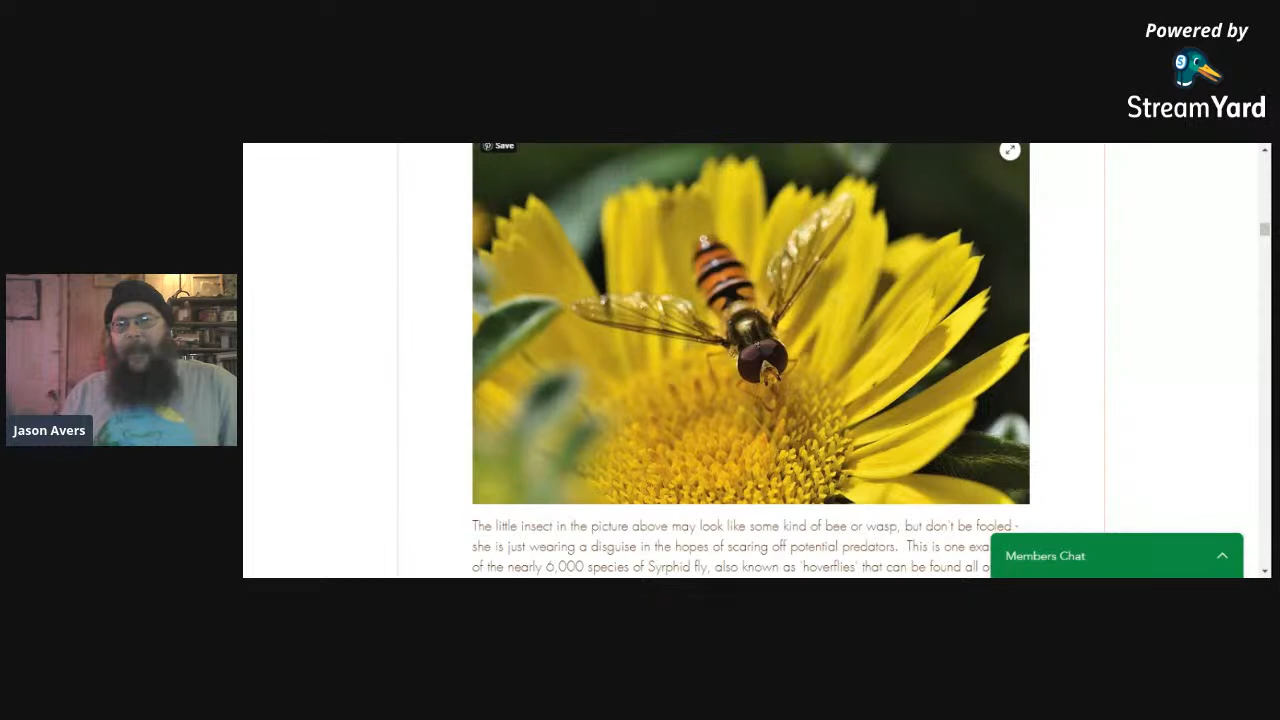 Powered by
StreamYard
Save
Jason Avers
The little insect in the picture above may look like some kind of bee or wasp, but don't be fooled -
she is just wearing a disguise in the hopes of scaring off potential predators. This is one exa
of the nearly 6,000 species of Syrphid fly, also known as 'hoverflies' that can be found all o
Members Chat